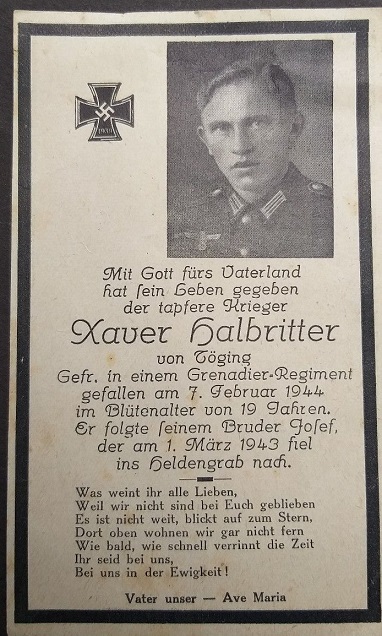 1939
Mit Gott fürs Vaterland
hat sein Leben gegeben
der tapfere Krieger
Xaver Halbritter
von Töging
Gefr. in einem Grenadier-Regiment
gefallen am 7. Februar 1944
im Blütenalter von 19 Jahren.
Er folgte seinem Bruder Josef,
der am 1. März 1943 fiel
ins Heldengrab nach.
Was weint ihr alle Lieben,
Weil wir nicht sind bei Euch geblieben
Es ist nicht weit, blickt auf zum Stern,
Dort oben wohnen wir gar nicht fern
Wie bald, wie schnell verrinnt die Zeit
Ihr seid bei uns,
Bei uns in der Ewigkeit!
Vater unser — Ave Maria